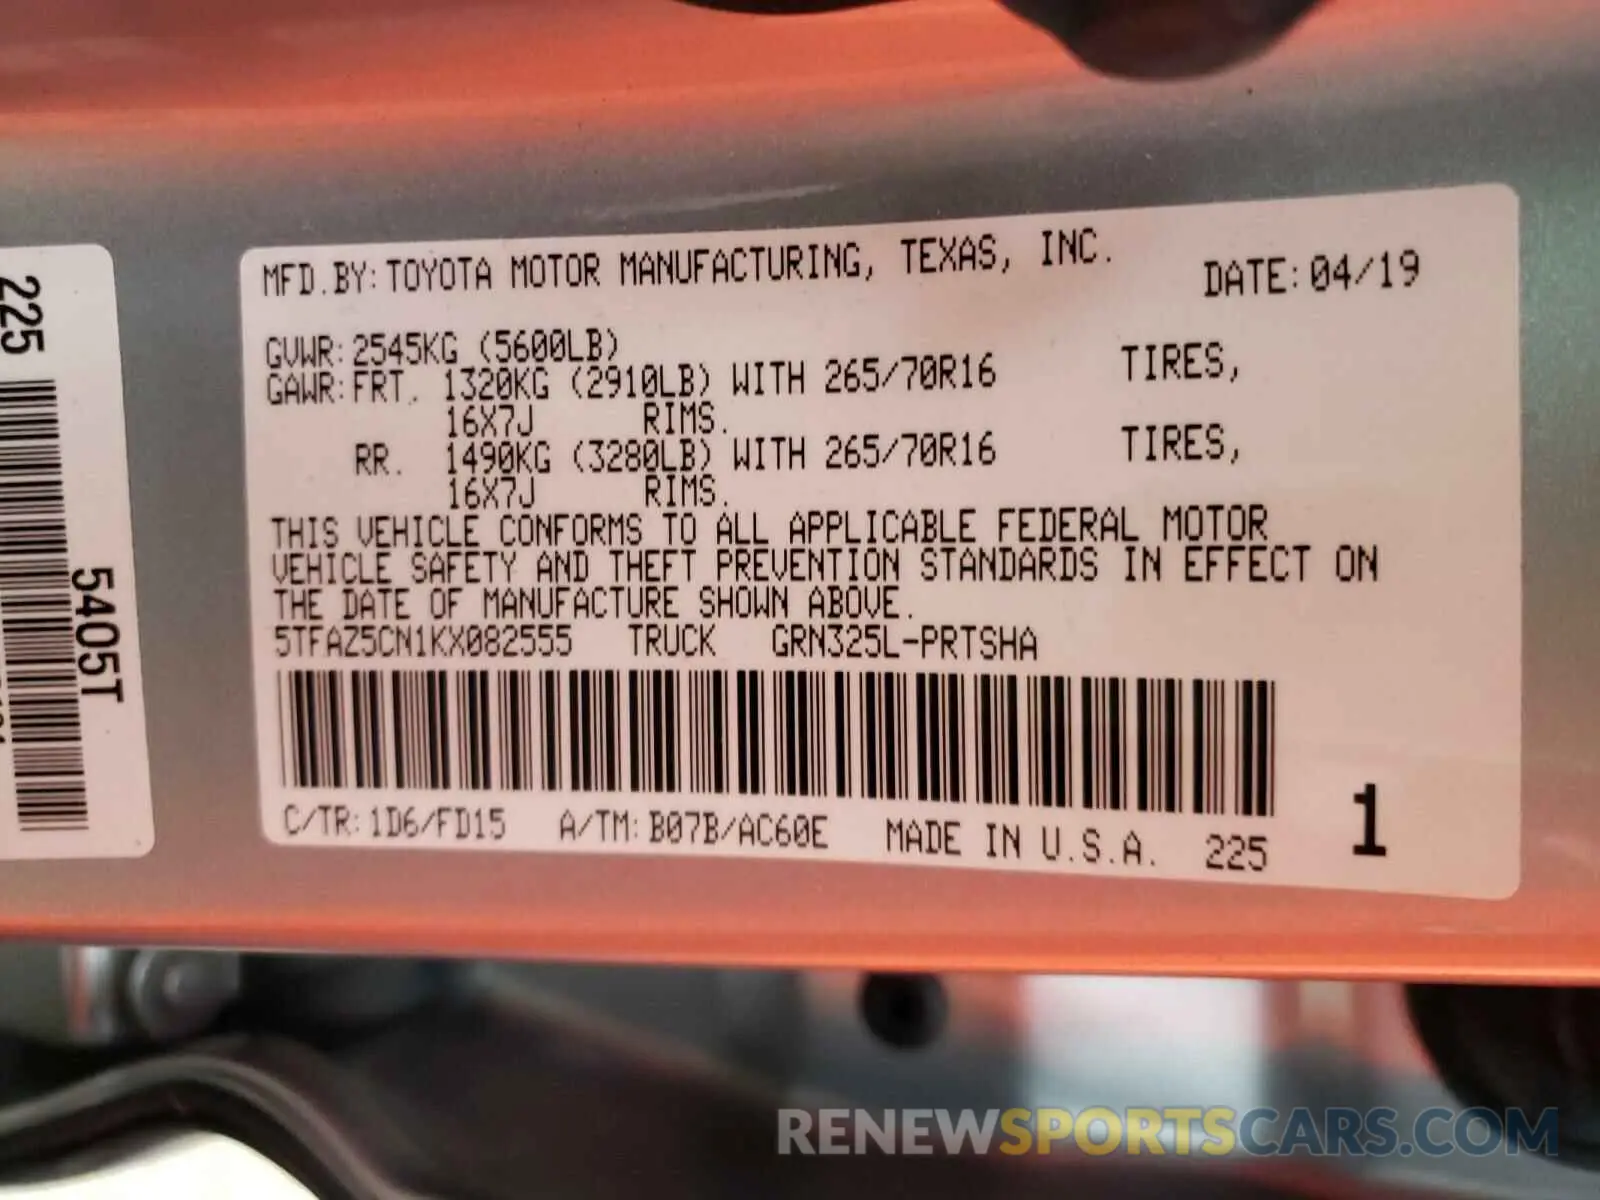 MFD.BY:TOYOTA MOTOR MANUFACTURING, TEXAS, INC. DATE:04/19
GVWR:2545KG (5600LB)
GAWR:FRT. 1320KG (2910LB) WITH 265/70R16 TIRES,
16X7J RIMS.
RR. 1490KG (3280LB) WITH 265/70R16 TIRES,
16X7J RIMS.
THIS VEHICLE CONFORMS TO ALL APPLICABLE FEDERAL MOTOR
VEHICLE SAFETY AND THEFT PREVENTION STANDARDS IN EFFECT ON
THE DATE OF MANUFACTURE SHOWN ABOVE.
5TFAZ5CN1KX082555 TRUCK GRN325L-PRTSHA
C/TR:1D6/FD15 A/TM:B07B/AC60E MADE IN U.S.A. 225 1
225
5405T
RENEWSPORTSCARS.COM